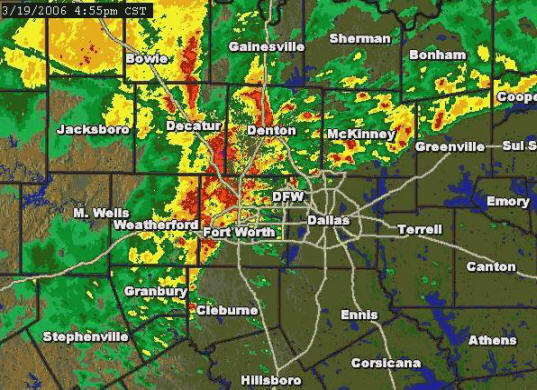 3/19/2006 4:55pm CST
Sherman
Gainesville
Bonham
Bowie
Coope
Jacksboro
Decatur
Denton
McKinney
Greenville
Sul S
DFW
Emory
M. Wells
Weatherford
Fort Worth
Dallas
Terrell
Canton
Granbury
Cleburne
Ennis
Stephenville
Athens
Corsicana
Hillsboro